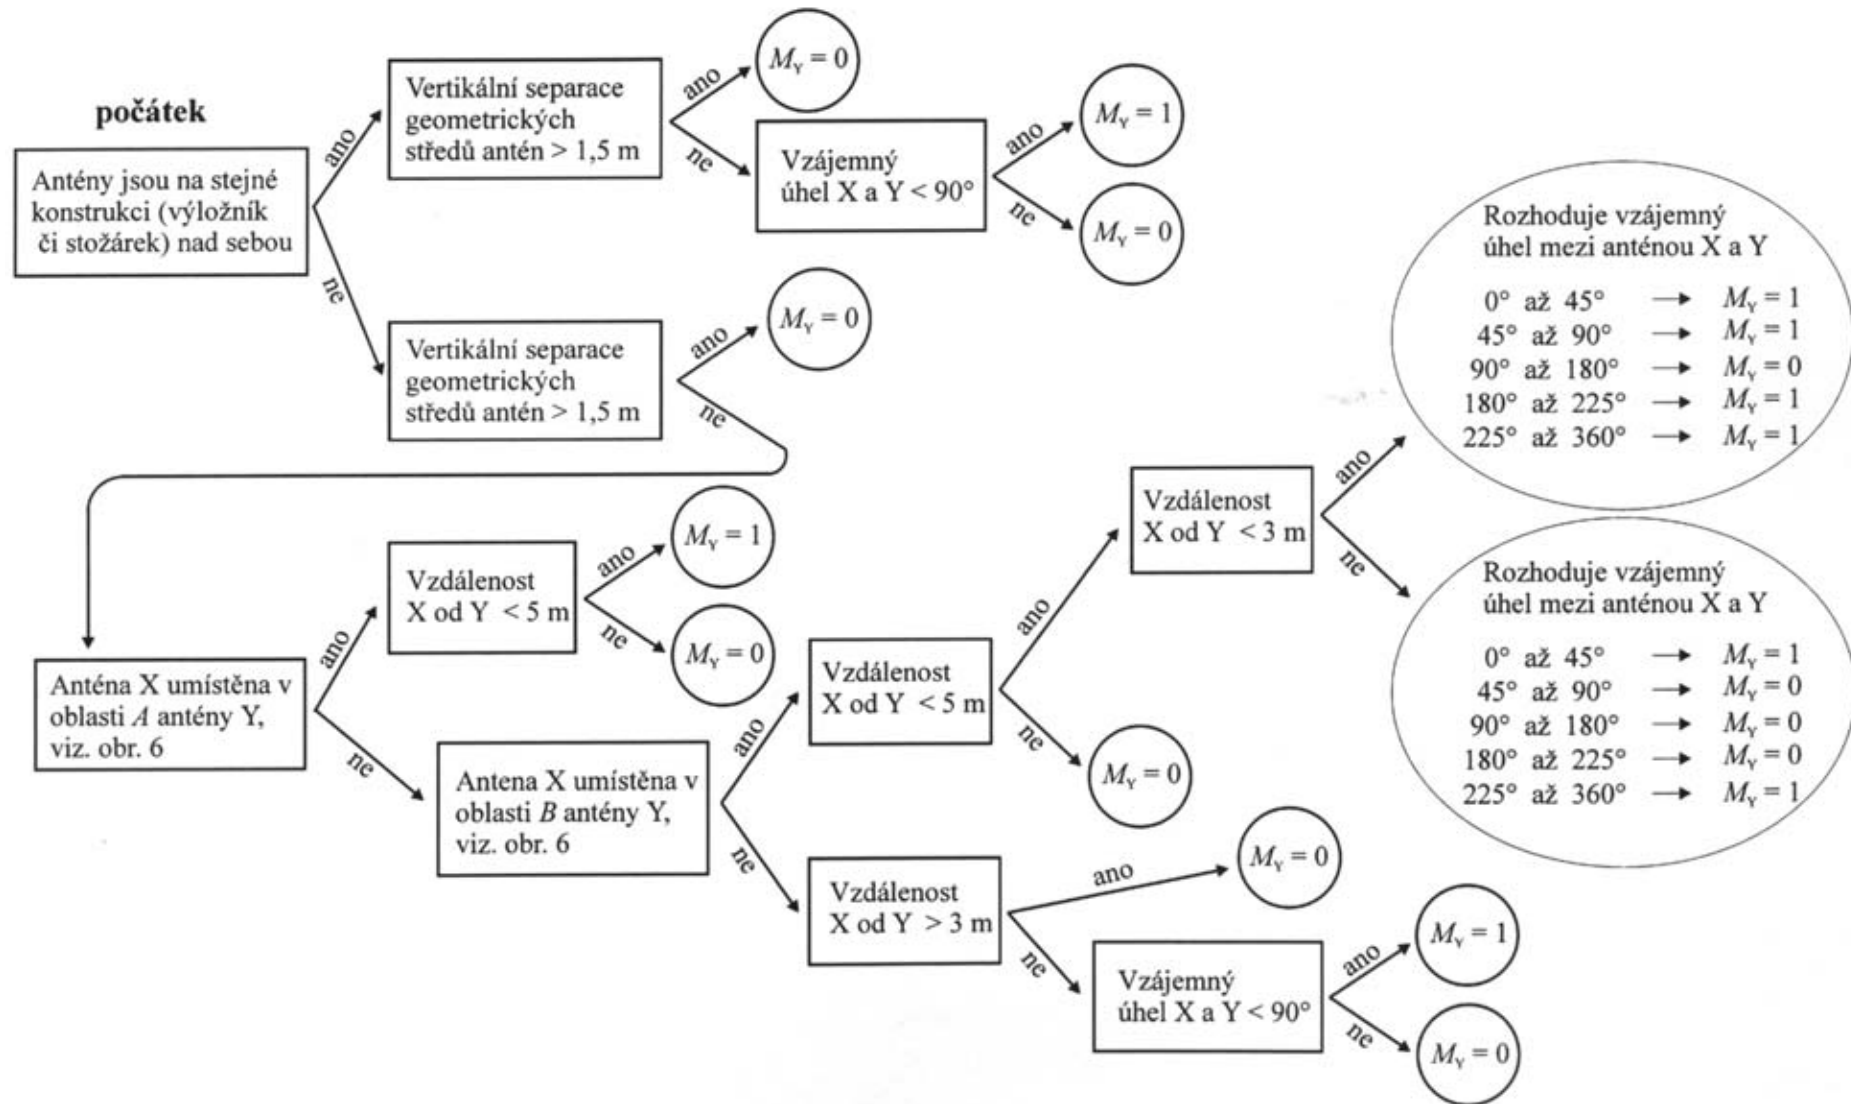 počátek
Antény jsou na stejné
konstrukci (výložník
či stožárek) nad sebou
ano
ne
Vertikální separace
geometrických
středů antén > 1,5 m
ano
ne
M_Y = 0
Vzájemný
úhel X a Y < 90°
ano
ne
M_Y = 1
M_Y = 0
Vertikální separace
geometrických
středů antén > 1,5 m
ano
ne
M_Y = 0
Anténa X umístěna v
oblasti A antény Y,
viz. obr. 6
ano
ne
Vzdálenost
X od Y < 5 m
ano
ne
M_Y = 1
M_Y = 0
Antena X umístěna v
oblasti B antény Y,
viz. obr. 6
ano
ne
Vzdálenost
X od Y < 5 m
ano
ne
M_Y = 0
Vzdálenost
X od Y < 3 m
ano
ne
Rozhoduje vzájemný
úhel mezi anténou X a Y
0° až 45° → M_Y = 1
45° až 90° → M_Y = 1
90° až 180° → M_Y = 0
180° až 225° → M_Y = 1
225° až 360° → M_Y = 1
Rozhoduje vzájemný
úhel mezi anténou X a Y
0° až 45° → M_Y = 1
45° až 90° → M_Y = 0
90° až 180° → M_Y = 0
180° až 225° → M_Y = 0
225° až 360° → M_Y = 1
Vzdálenost
X od Y > 3 m
ano
ne
M_Y = 0
Vzájemný
úhel X a Y < 90°
ano
ne
M_Y = 1
M_Y = 0